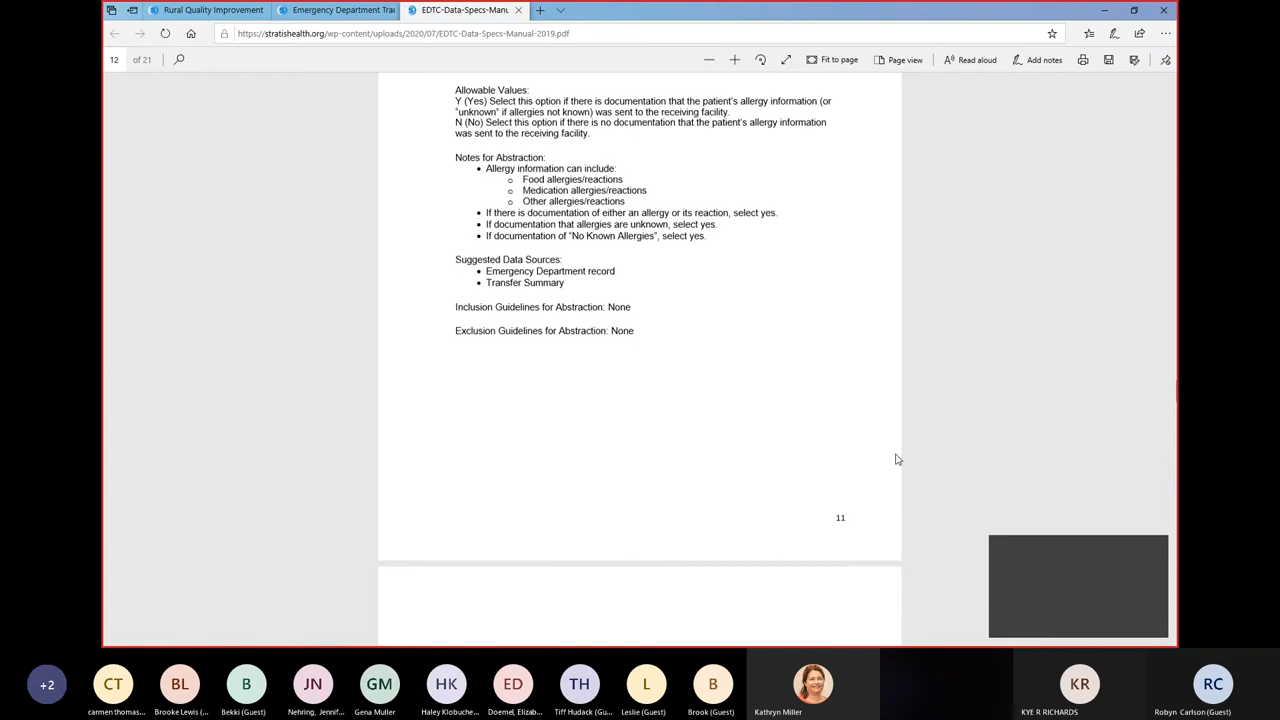 Rural Quality Improvement
Emergency Department Tra
EDTC-Data-Specs-Manu
https://stratishealth.org/wp-content/uploads/2020/07/EDTC-Data-Specs-Manual-2019.pdf
12 of 21
Fit to page
Page view
Read aloud
Add notes
Allowable Values:
Y (Yes) Select this option if there is documentation that the patient's allergy information (or
"unknown" if allergies not known) was sent to the receiving facility.
N (No) Select this option if there is no documentation that the patient's allergy information
was sent to the receiving facility.
Notes for Abstraction:
• Allergy information can include:
o Food allergies/reactions
o Medication allergies/reactions
o Other allergies/reactions
• If there is documentation of either an allergy or its reaction, select yes.
• If documentation that allergies are unknown, select yes.
• If documentation of "No Known Allergies", select yes.
Suggested Data Sources:
• Emergency Department record
• Transfer Summary
Inclusion Guidelines for Abstraction: None
Exclusion Guidelines for Abstraction: None
11
+2
CT
BL
B
JN
GM
HK
ED
TH
L
B
KR
RC
carmen thomas...
Brooke Lewis (...
Bekki (Guest)
Nehring, Jennif...
Gena Muller
Haley Klobuche...
Doemel, Elizab...
Tiff Hudack (Gu...
Leslie (Guest)
Brook (Guest)
Kathryn Miller
KYE R RICHARDS
Robyn Carlson (Guest)